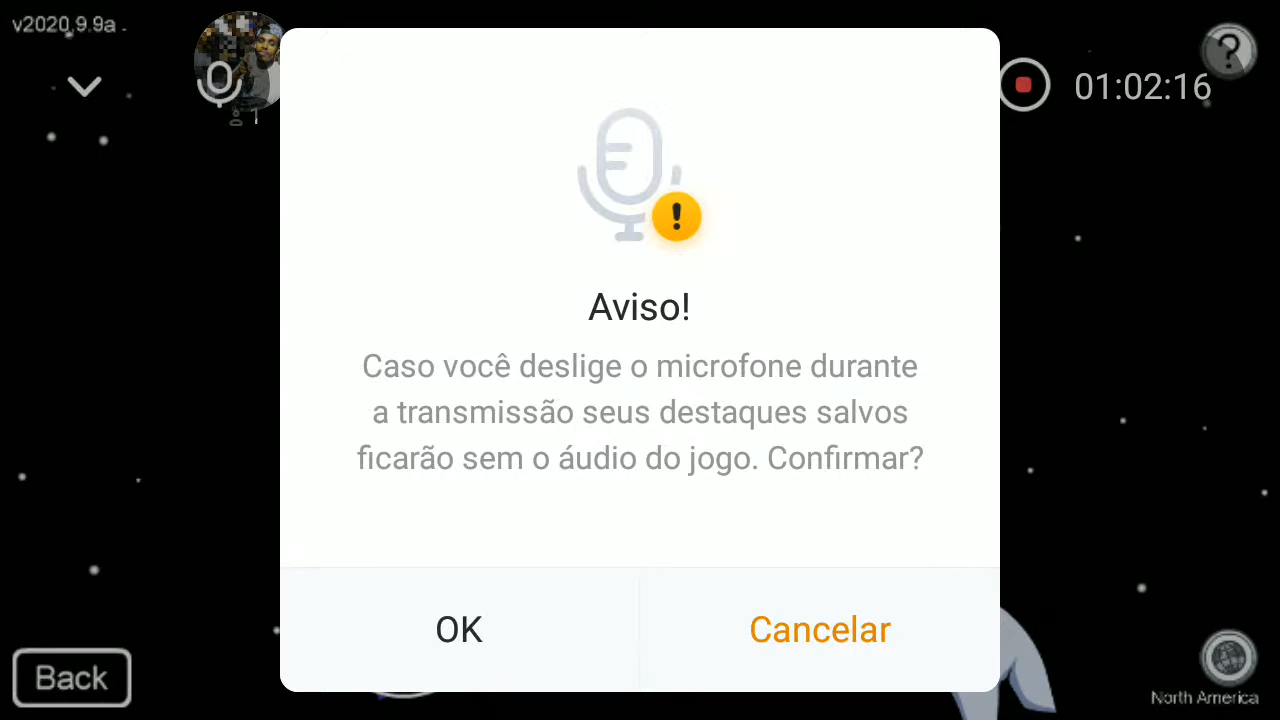 v2020.9.9a
1
01:02:16
?
Aviso!
Caso você deslige o microfone durante
a transmissão seus destaques salvos
ficarão sem o áudio do jogo. Confirmar?
OK
Cancelar
Back
North America